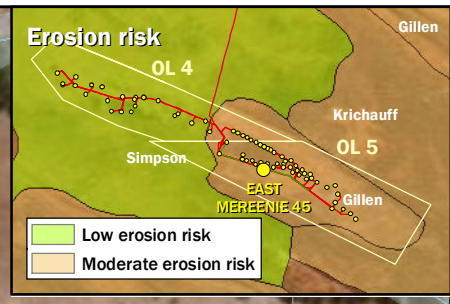 Gillen
Erosion risk
OL 4
Krichauff
OL 5
Simpson
EAST
MEREENIE 45
Gillen
Low erosion risk
Moderate erosion risk